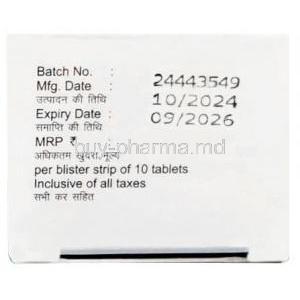 Batch No. : 24443549
Mfg. Date : 10/2024
उत्पादन की तिथि
Expiry Date : 09/2026
समाप्ति की तिथि
MRP ₹ :
अधिकतम खुदरा मूल्य
buy-pharma.md
per blister strip of 10 tablets
Inclusive of all taxes
सभी कर सहित